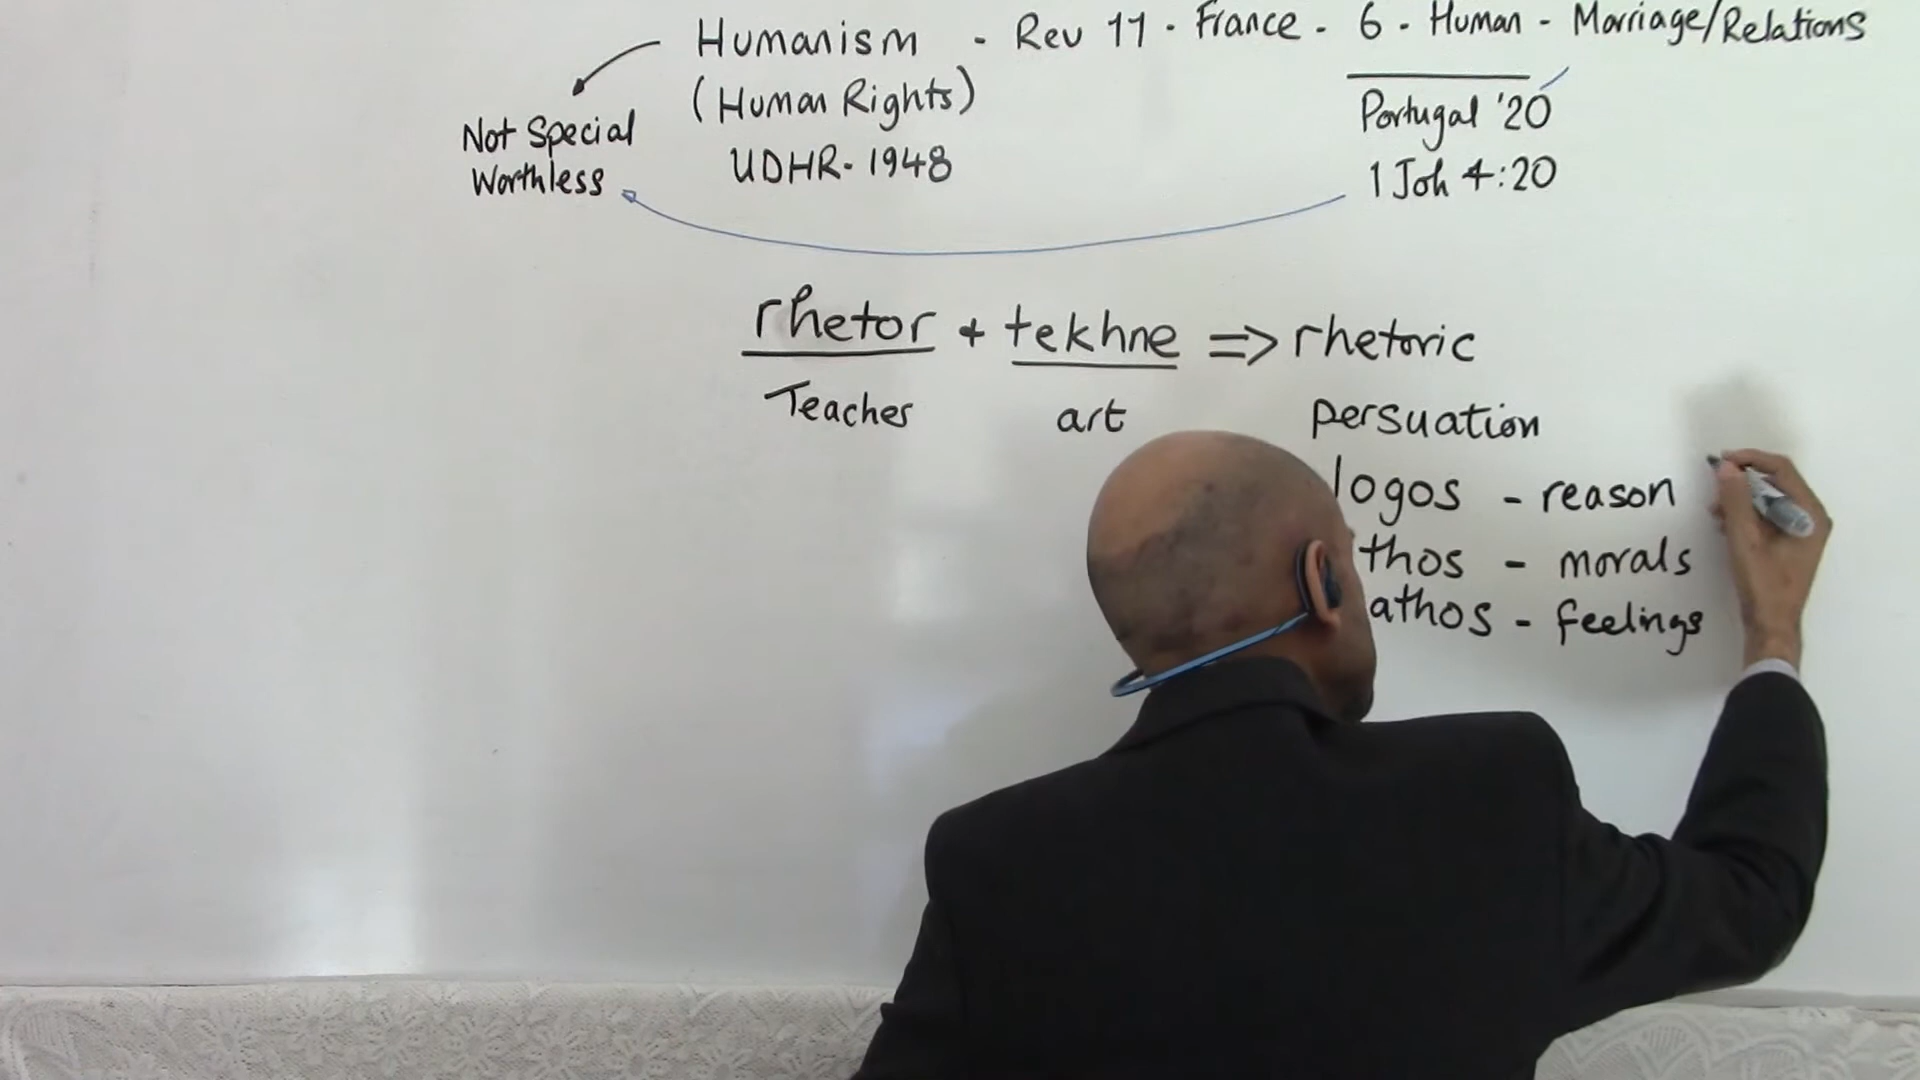 Humanism - Rev 11 - France - 6 - Human - Marriage/Relations
(Human Rights)
UDHR - 1948
Not Special
Worthless
Portugal '20
1 Joh 4:20
rhetor + tekhne => rhetoric
Teaches art persuation
logos - reason
thos - morals
athos - feelings